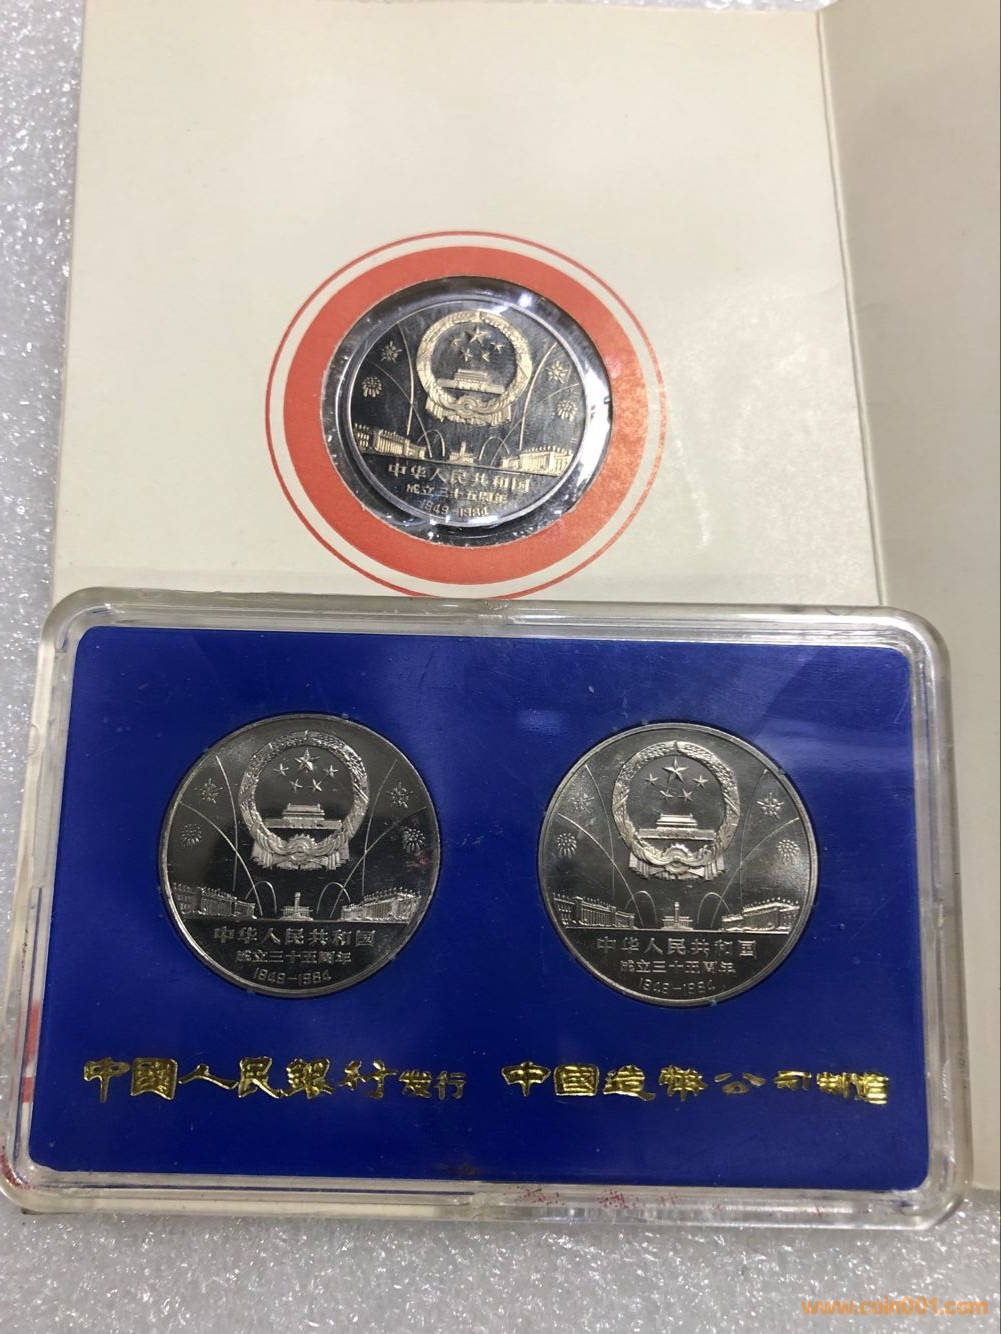 中华人民共和国
成立三十五周年
1949-1984
中华人民共和国
成立三十五周年
1949-1984
中华人民共和国
成立三十五周年
1949-1984
中國人民銀行发行
中國造幣公司制造
www.coin001.com